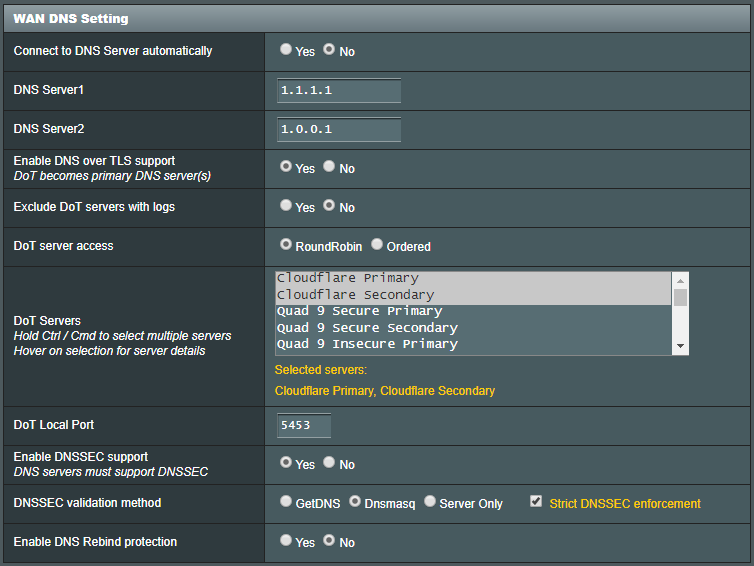 WAN DNS Setting
Connect to DNS Server automatically Yes No
DNS Server1 1.1.1.1
DNS Server2 1.0.0.1
Enable DNS over TLS support Yes No
DoT becomes primary DNS server(s)
Exclude DoT servers with logs Yes No
DoT server access RoundRobin Ordered
DoT Servers
Hold Ctrl / Cmd to select multiple servers
Hover on selection for server details
Cloudflare Primary
Cloudflare Secondary
Quad 9 Secure Primary
Quad 9 Secure Secondary
Quad 9 Insecure Primary
Selected servers:
Cloudflare Primary, Cloudflare Secondary
DoT Local Port 5453
Enable DNSSEC support Yes No
DNS servers must support DNSSEC
DNSSEC validation method GetDNS Dnsmasq Server Only Strict DNSSEC enforcement
Enable DNS Rebind protection Yes No